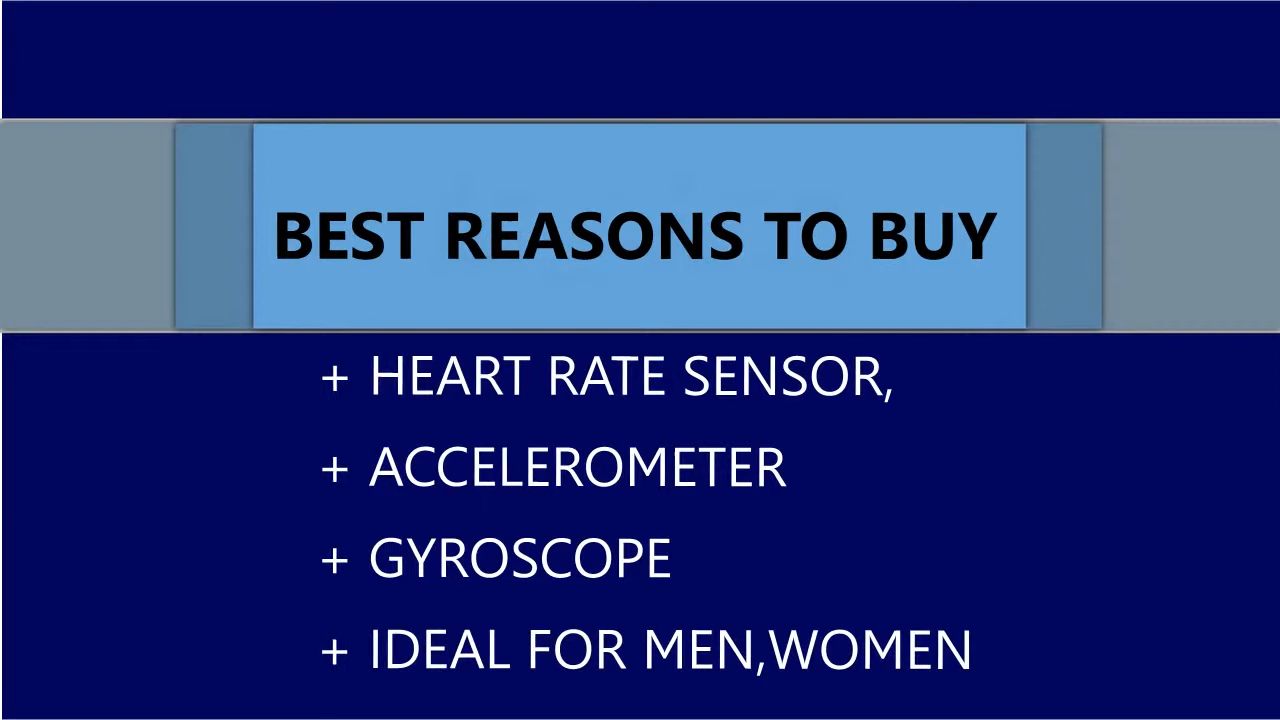 BEST REASONS TO BUY
+ HEART RATE SENSOR,
+ ACCELEROMETER
+ GYROSCOPE
+ IDEAL FOR MEN,WOMEN